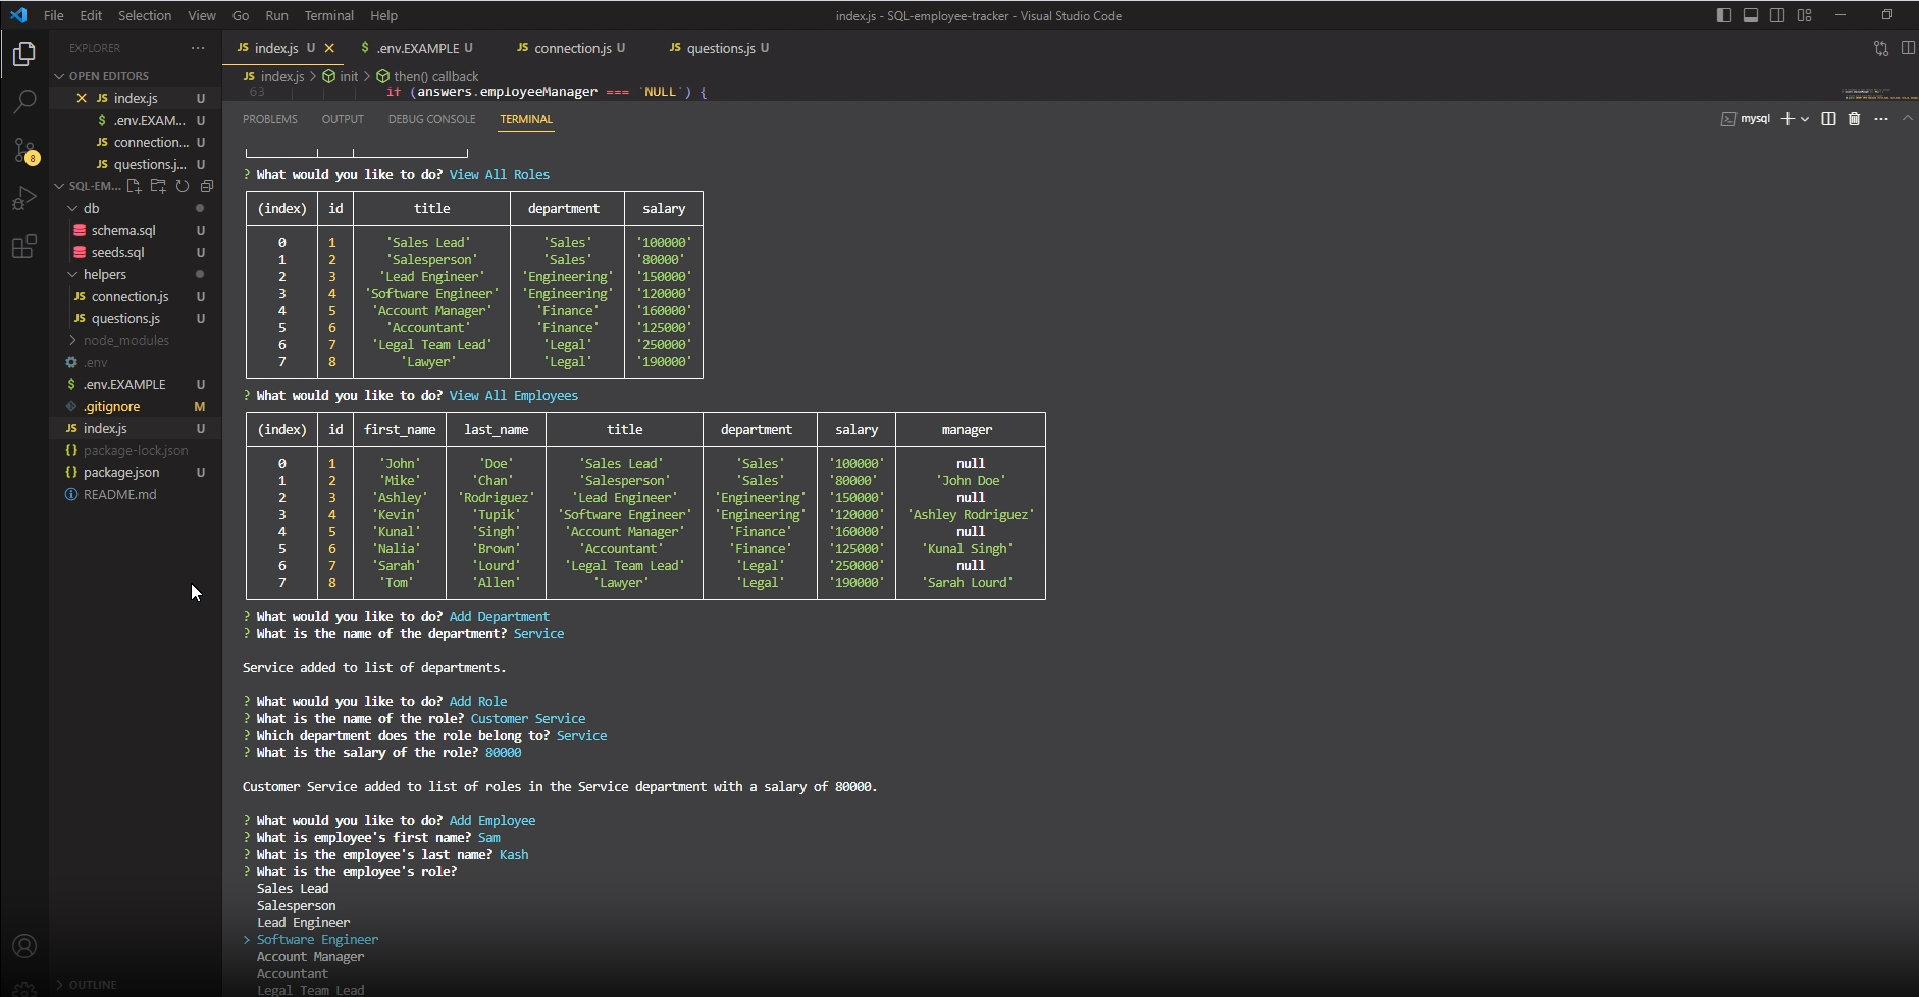 File Edit Selection View Go Run Terminal Help
index.js - SQL-employee-tracker - Visual Studio Code
EXPLORER
OPEN EDITORS
JS index.js U
$ .env.EXAM... U
JS connection... U
JS questions.j... U
SQL-EM...
db
schema.sql U
seeds.sql U
helpers
JS connection.js U
JS questions.js U
node_modules
.env
$ .env.EXAMPLE U
.gitignore M
JS index.js U
{} package-lock.json
{} package.json U
README.md
OUTLINE
8
JS index.js U
$ .env.EXAMPLE U
JS connection.js U
JS questions.js U
JS index.js > init > then() callback
63 if (answers.employeeManager === 'NULL') {
PROBLEMS OUTPUT DEBUG CONSOLE TERMINAL
mysql
? What would you like to do? View All Roles
(index) id title department salary
0 1 'Sales Lead' 'Sales' '100000'
1 2 'Salesperson' 'Sales' '80000'
2 3 'Lead Engineer' 'Engineering' '150000'
3 4 'Software Engineer' 'Engineering' '120000'
4 5 'Account Manager' 'Finance' '160000'
5 6 'Accountant' 'Finance' '125000'
6 7 'Legal Team Lead' 'Legal' '250000'
7 8 'Lawyer' 'Legal' '190000'
? What would you like to do? View All Employees
(index) id first_name last_name title department salary manager
0 1 'John' 'Doe' 'Sales Lead' 'Sales' '100000' null
1 2 'Mike' 'Chan' 'Salesperson' 'Sales' '80000' 'John Doe'
2 3 'Ashley' 'Rodriguez' 'Lead Engineer' 'Engineering' '150000' null
3 4 'Kevin' 'Tupik' 'Software Engineer' 'Engineering' '120000' 'Ashley Rodriguez'
4 5 'Kunal' 'Singh' 'Account Manager' 'Finance' '160000' null
5 6 'Nalia' 'Brown' 'Accountant' 'Finance' '125000' 'Kunal Singh'
6 7 'Sarah' 'Lourd' 'Legal Team Lead' 'Legal' '250000' null
7 8 'Tom' 'Allen' 'Lawyer' 'Legal' '190000' 'Sarah Lourd'
? What would you like to do? Add Department
? What is the name of the department? Service
Service added to list of departments.
? What would you like to do? Add Role
? What is the name of the role? Customer Service
? Which department does the role belong to? Service
? What is the salary of the role? 80000
Customer Service added to list of roles in the Service department with a salary of 80000.
? What would you like to do? Add Employee
? What is employee's first name? Sam
? What is the employee's last name? Kash
? What is the employee's role?
Sales Lead
Salesperson
Lead Engineer
> Software Engineer
Account Manager
Accountant
Legal Team Lead